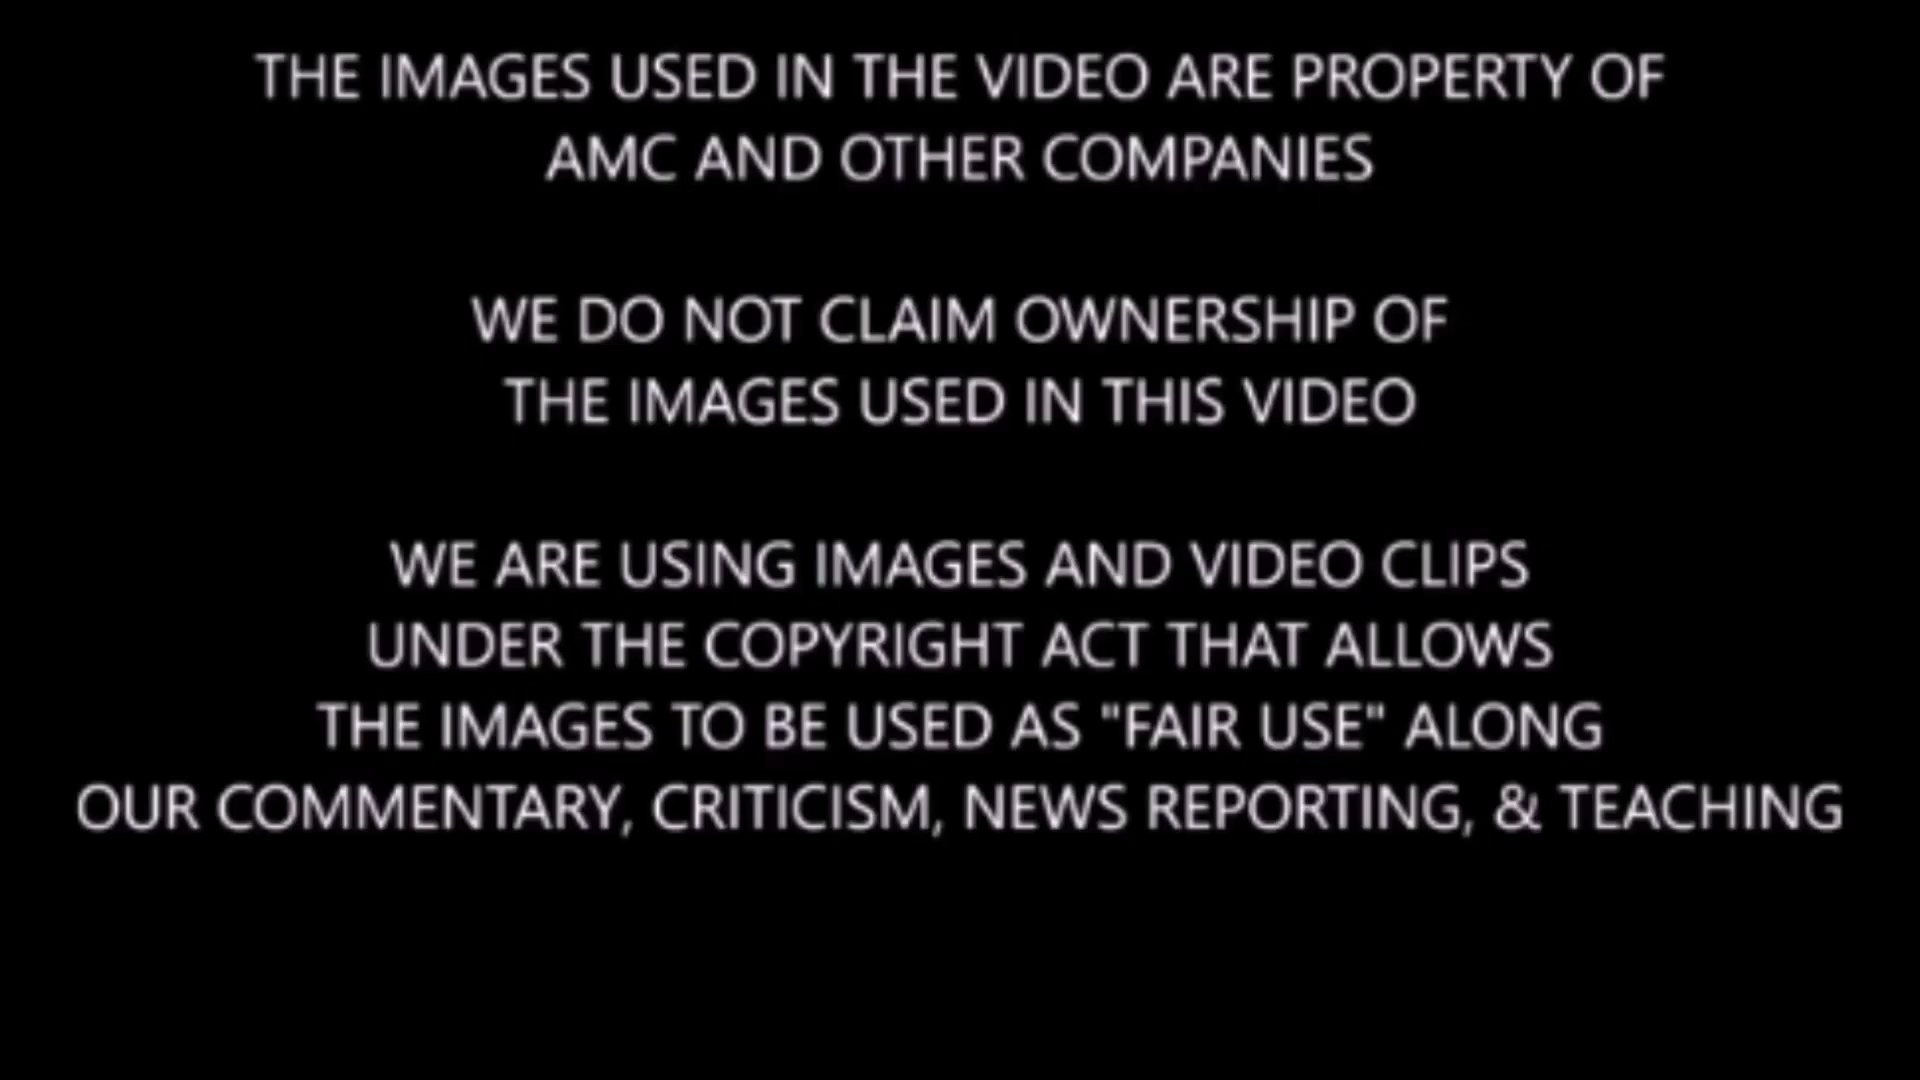 THE IMAGES USED IN THE VIDEO ARE PROPERTY OF
AMC AND OTHER COMPANIES
WE DO NOT CLAIM OWNERSHIP OF
THE IMAGES USED IN THIS VIDEO
WE ARE USING IMAGES AND VIDEO CLIPS
UNDER THE COPYRIGHT ACT THAT ALLOWS
THE IMAGES TO BE USED AS "FAIR USE" ALONG
OUR COMMENTARY, CRITICISM, NEWS REPORTING, & TEACHING